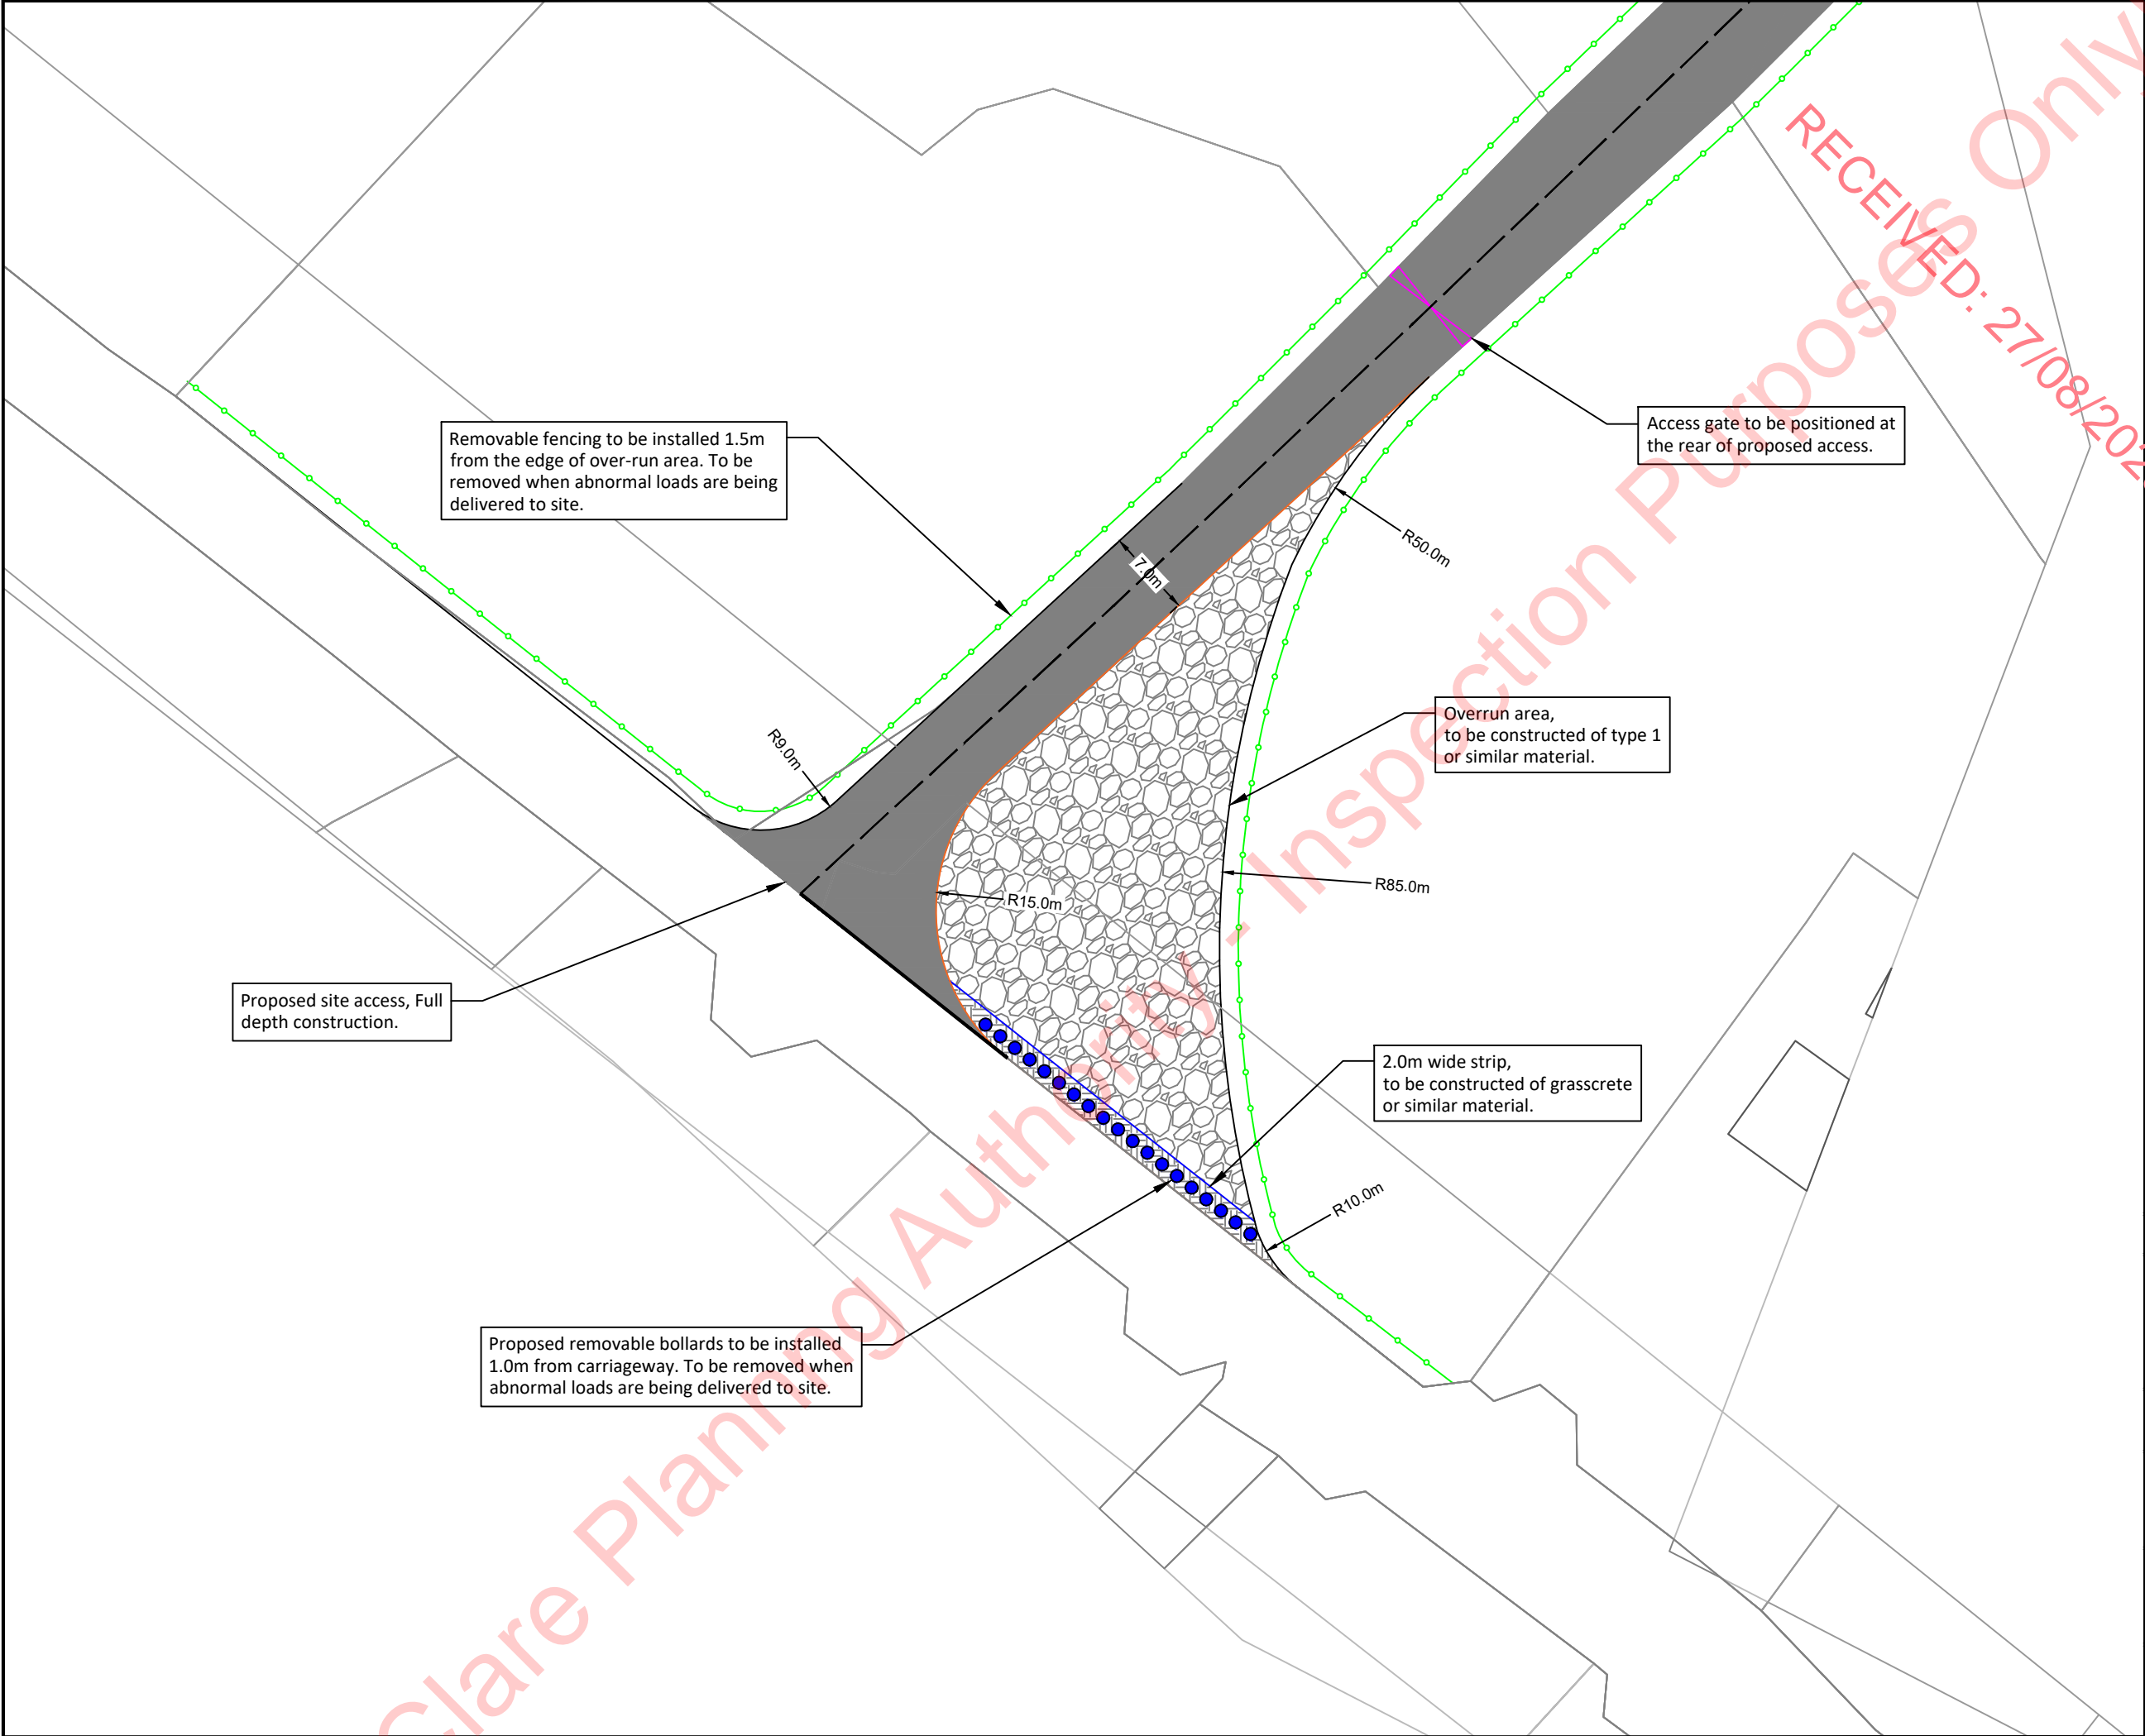 RECEIVED: 27/08/202
Clare Planning Authority - Inspection Purposes Only
Removable fencing to be installed 1.5m
from the edge of over-run area. To be
removed when abnormal loads are being
delivered to site.
Access gate to be positioned at
the rear of proposed access.
R50.0m
7.0m
Overrun area,
to be constructed of type 1
or similar material.
R9.0m
R85.0m
R15.0m
Proposed site access, Full
depth construction.
2.0m wide strip,
to be constructed of grasscrete
or similar material.
R10.0m
Proposed removable bollards to be installed
1.0m from carriageway. To be removed when
abnormal loads are being delivered to site.